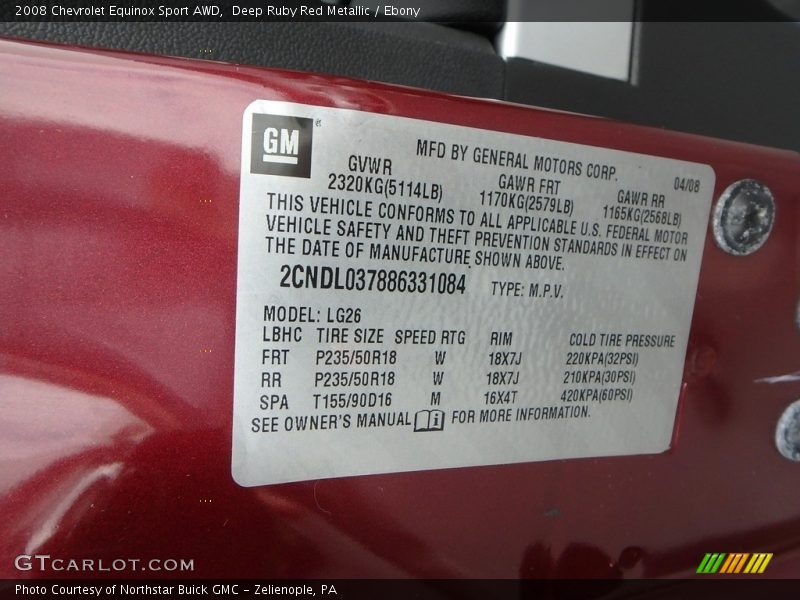 2008 Chevrolet Equinox Sport AWD, Deep Ruby Red Metallic / Ebony
GM
MFD BY GENERAL MOTORS CORP. 04/08
GVWR GAWR FRT GAWR RR
2320KG(5114LB) 1170KG(2579LB) 1165KG(2568LB)
THIS VEHICLE CONFORMS TO ALL APPLICABLE U.S. FEDERAL MOTOR
VEHICLE SAFETY AND THEFT PREVENTION STANDARDS IN EFFECT ON
THE DATE OF MANUFACTURE SHOWN ABOVE.
2CNDL037886331084 TYPE: M.P.V.
MODEL: LG26
LBHC TIRE SIZE SPEED RTG RIM COLD TIRE PRESSURE
FRT P235/50R18 W 18X7J 220KPA(32PSI)
RR P235/50R18 W 18X7J 210KPA(30PSI)
SPA T155/90D16 M 16X4T 420KPA(60PSI)
SEE OWNER'S MANUAL FOR MORE INFORMATION.
GTCARLOT.COM
Photo Courtesy of Northstar Buick GMC - Zelienople, PA